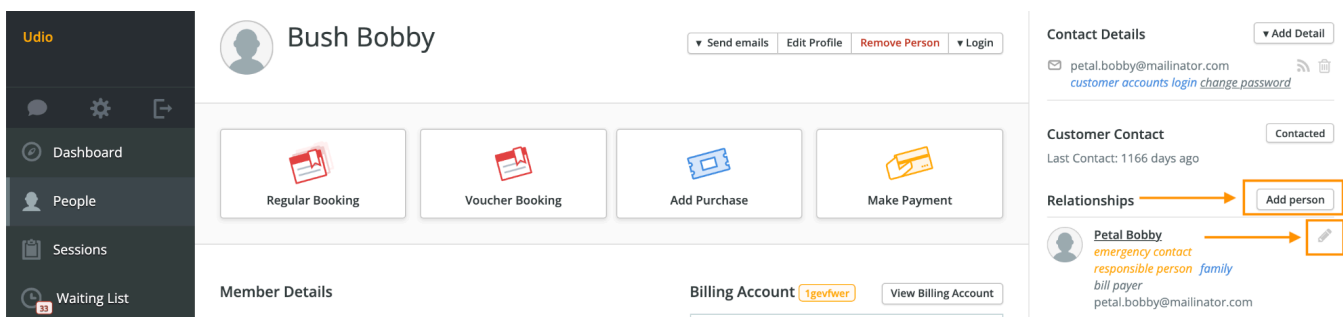 Udio
Dashboard
People
Sessions
33
Waiting List
Bush Bobby
▾ Send emails
Edit Profile
Remove Person
▾ Login
Regular Booking
Voucher Booking
Add Purchase
Make Payment
Member Details
Billing Account
1gevfwer
View Billing Account
Contact Details
▾ Add Detail
petal.bobby@mailinator.com
customer accounts login change password
Customer Contact
Contacted
Last Contact: 1166 days ago
Relationships
Add person
Petal Bobby
emergency contact
responsible person family
bill payer
petal.bobby@mailinator.com